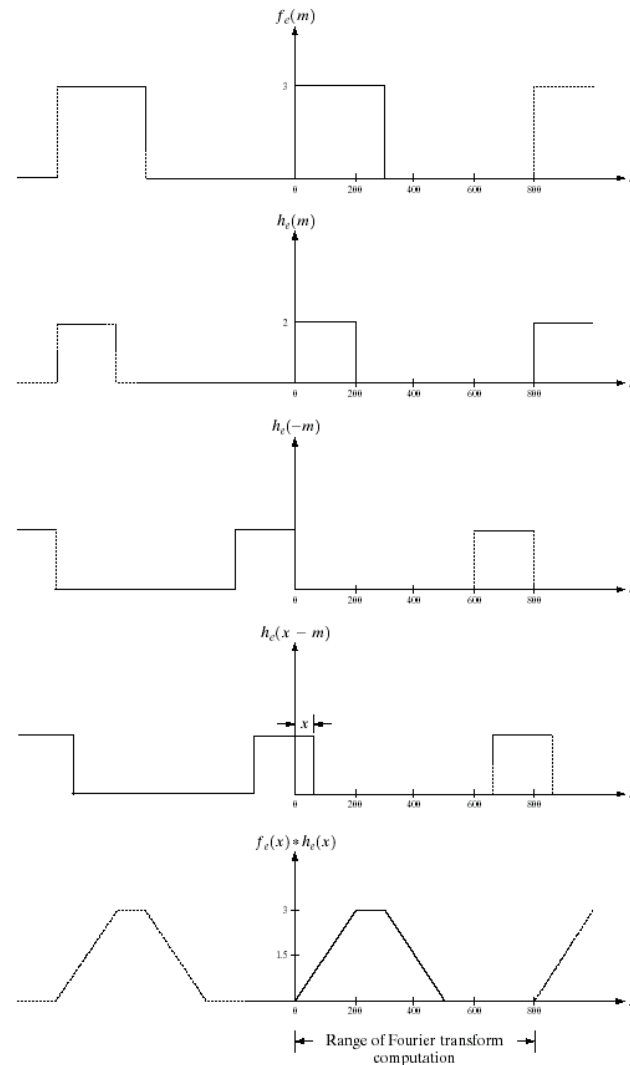 f_e(m)
3
0 200 400 600 800
h_e(m)
2
0 200 400 600 800
h_e(−m)
0 200 400 600 800
h_e(x − m)
x
0 200 400 600 800
f_e(x) * h_e(x)
3
1.5
0 200 400 600 800
Range of Fourier transform
computation